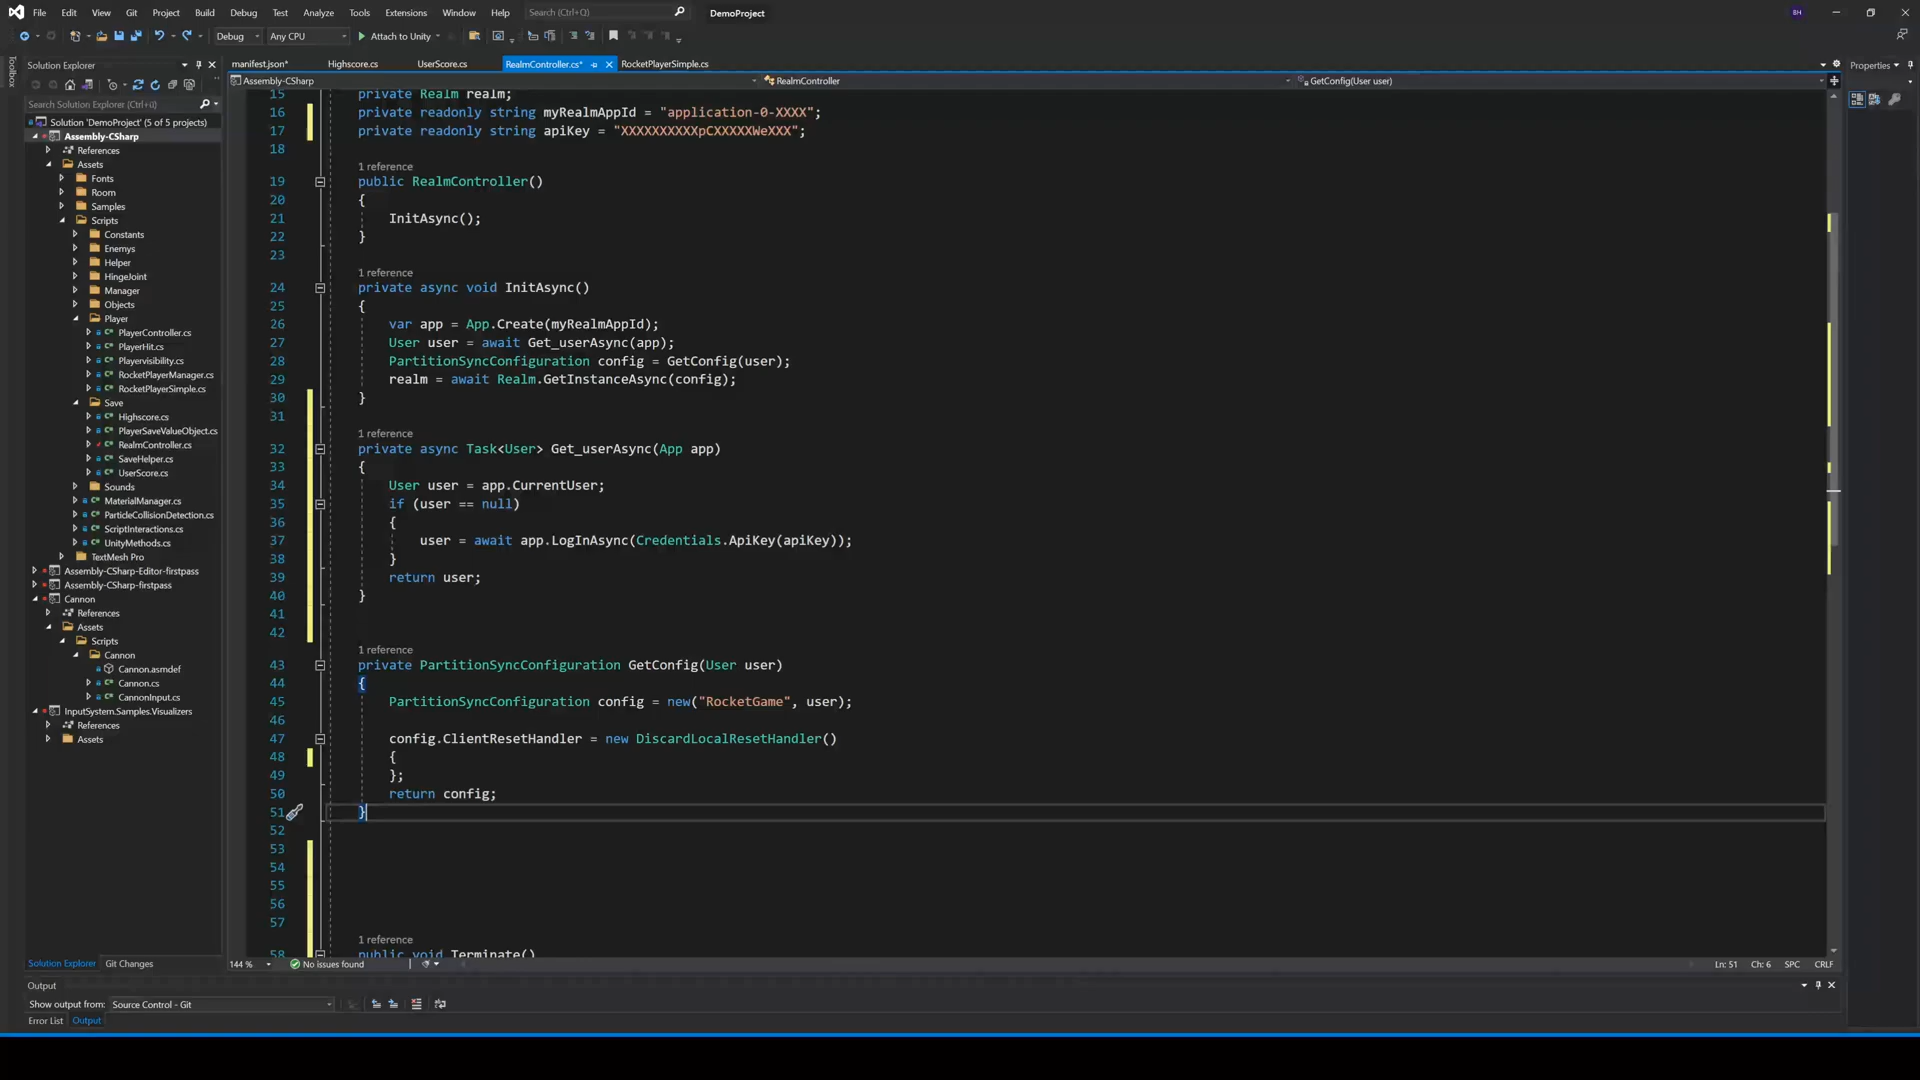 File Edit View Git Project Build Debug Test Analyze Tools Extensions Window Help Search (Ctrl+Q) DemoProject BH
Debug Any CPU Attach to Unity
Toolbox
Solution Explorer
Search Solution Explorer (Ctrl+ü)
Solution 'DemoProject' (5 of 5 projects)
Assembly-CSharp
References
Assets
Fonts
Room
Samples
Scripts
Constants
Enemys
Helper
HingeJoint
Manager
Objects
Player
PlayerController.cs
PlayerHit.cs
Playervisibility.cs
RocketPlayerManager.cs
RocketPlayerSimple.cs
Save
Highscore.cs
PlayerSaveValueObject.cs
RealmController.cs
SaveHelper.cs
UserScore.cs
Sounds
MaterialManager.cs
ParticleCollisionDetection.cs
ScriptInteractions.cs
UnityMethods.cs
TextMesh Pro
Assembly-CSharp-Editor-firstpass
Assembly-CSharp-firstpass
Cannon
References
Assets
Scripts
Cannon
Cannon.asmdef
Cannon.cs
CannonInput.cs
InputSystem.Samples.Visualizers
References
Assets
Solution Explorer Git Changes
manifest.json* Highscore.cs UserScore.cs RealmController.cs* RocketPlayerSimple.cs
Assembly-CSharp RealmController GetConfig(User user)
15 private Realm realm;
16 private readonly string myRealmAppId = "application-0-XXXX";
17 private readonly string apiKey = "XXXXXXXXXXpCXXXXXWeXXX";
18
1 reference
19 public RealmController()
20 {
21 InitAsync();
22 }
23
1 reference
24 private async void InitAsync()
25 {
26 var app = App.Create(myRealmAppId);
27 User user = await Get_userAsync(app);
28 PartitionSyncConfiguration config = GetConfig(user);
29 realm = await Realm.GetInstanceAsync(config);
30 }
31
1 reference
32 private async Task<User> Get_userAsync(App app)
33 {
34 User user = app.CurrentUser;
35 if (user == null)
36 {
37 user = await app.LogInAsync(Credentials.ApiKey(apiKey));
38 }
39 return user;
40 }
41
42
1 reference
43 private PartitionSyncConfiguration GetConfig(User user)
44 {
45 PartitionSyncConfiguration config = new("RocketGame", user);
46
47 config.ClientResetHandler = new DiscardLocalResetHandler()
48 {
49 };
50 return config;
51 }
52
53
54
55
56
57
1 reference
58 public void Terminate()
144 % No issues found Ln: 51 Ch: 6 SPC CRLF
Properties
Output
Show output from: Source Control - Git
Error List Output